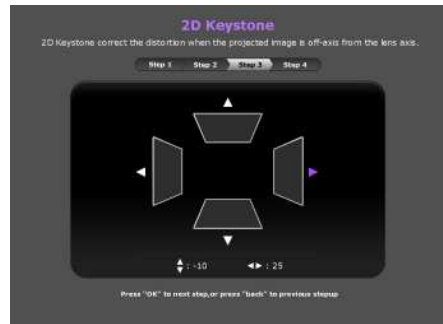 2D Keystone
2D Keystone correct the distortion when the projected image is off-axis from the lens axis.
Step 1 Step 2 Step 3 Step 4
: -10 : 25
Press "OK" to next step,or press "back" to previous stepup